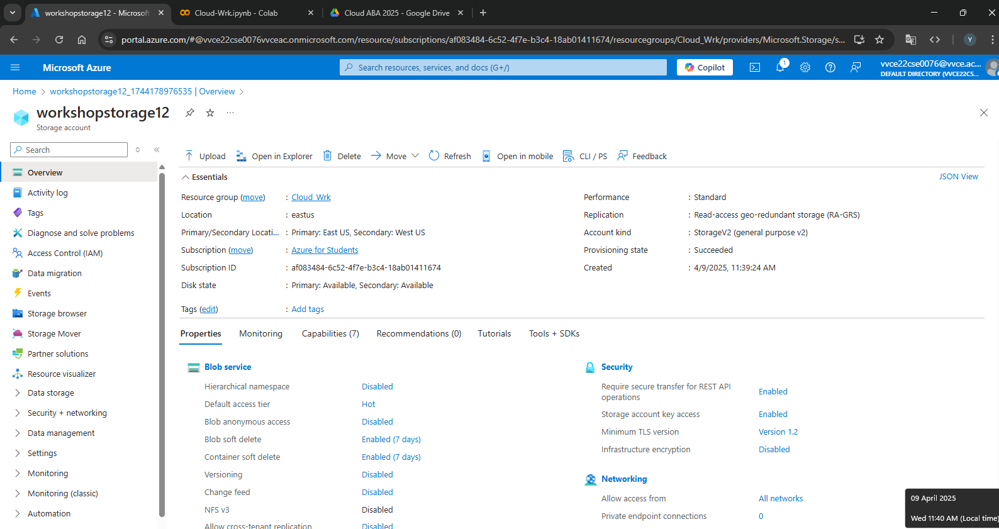 workshopstorage12 - Microsoft
Cloud-Wrk.ipynb - Colab
Cloud ABA 2025 - Google Drive
portal.azure.com/#@vvce22cse0076vvceac.onmicrosoft.com/resource/subscriptions/af083484-6c52-4f7e-b3c4-18ab01411674/resourcegroups/Cloud_Wrk/providers/Microsoft.Storage/s...
Y
Microsoft Azure
Search resources, services, and docs (G+/)
Copilot
1
vvce22cse0076@vvce.ac...
DEFAULT DIRECTORY (VVCE22CS...
Home > workshopstorage12_1744178976535 | Overview >
workshopstorage12
...
Storage account
Search
Overview
Activity log
Tags
Diagnose and solve problems
Access Control (IAM)
Data migration
Events
Storage browser
Storage Mover
Partner solutions
Resource visualizer
Data storage
Security + networking
Data management
Settings
Monitoring
Monitoring (classic)
Automation
Upload Open in Explorer Delete Move Refresh Open in mobile CLI / PS Feedback
Essentials
JSON View
Resource group (move) : Cloud_Wrk
Location : eastus
Primary/Secondary Locati... : Primary: East US, Secondary: West US
Subscription (move) : Azure for Students
Subscription ID : af083484-6c52-4f7e-b3c4-18ab01411674
Disk state : Primary: Available, Secondary: Available
Tags (edit) : Add tags
Performance : Standard
Replication : Read-access geo-redundant storage (RA-GRS)
Account kind : StorageV2 (general purpose v2)
Provisioning state : Succeeded
Created : 4/9/2025, 11:39:24 AM
Properties Monitoring Capabilities (7) Recommendations (0) Tutorials Tools + SDKs
Blob service
Hierarchical namespace Disabled
Default access tier Hot
Blob anonymous access Disabled
Blob soft delete Enabled (7 days)
Container soft delete Enabled (7 days)
Versioning Disabled
Change feed Disabled
NFS v3 Disabled
Allow cross-tenant replication Disabled
Security
Require secure transfer for REST API
operations Enabled
Storage account key access Enabled
Minimum TLS version Version 1.2
Infrastructure encryption Disabled
Networking
Allow access from All networks
Private endpoint connections 0
09 April 2025
Wed 11:40 AM (Local time)